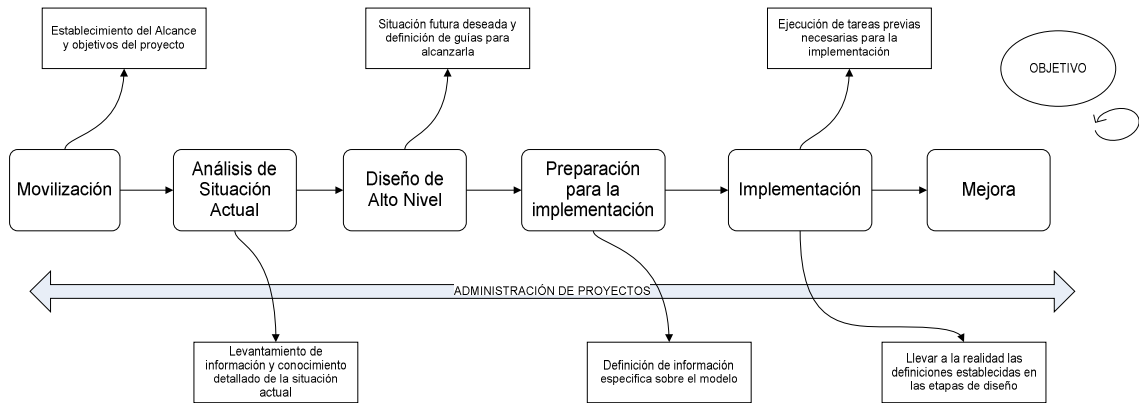 Establecimiento del Alcance
y objetivos del proyecto
Situación futura deseada y
definición de guías para
alcanzarla
Ejecución de tareas previas
necesarias para la
implementación
OBJETIVO
Movilización
Análisis de
Situación
Actual
Diseño de
Alto Nivel
Preparación
para la
implementación
Implementación
Mejora
ADMINISTRACIÓN DE PROYECTOS
Levantamiento de
información y conocimiento
detallado de la situación
actual
Definición de información
especifica sobre el modelo
Llevar a la realidad las
definiciones establecidas en
las etapas de diseño